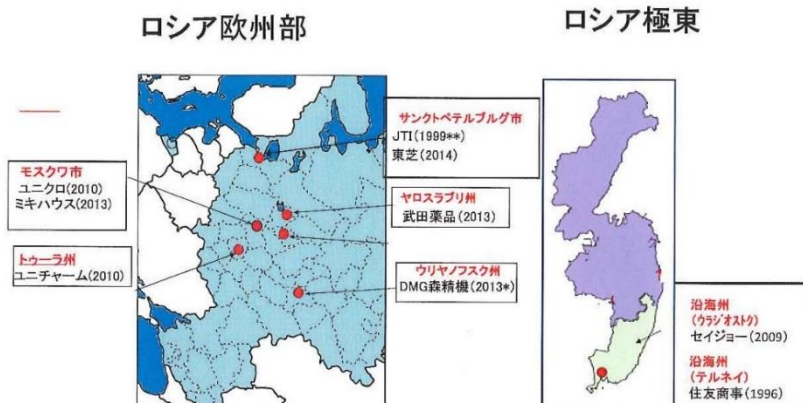 ロシア欧州部
ロシア極東
サンクトペテルブルグ市
JTI(1999**)
東芝(2014)
モスクワ市
ユニクロ(2010)
ミキハウス(2013)
ヤロスラブリ州
武田薬品(2013)
トゥーラ州
ユニチャーム(2010)
ウリヤノフスク州
DMG森精機(2013*)
沿海州
(ウラジオストク)
セイジョー(2009)
沿海州
(テルネイ)
住友商事(1996)